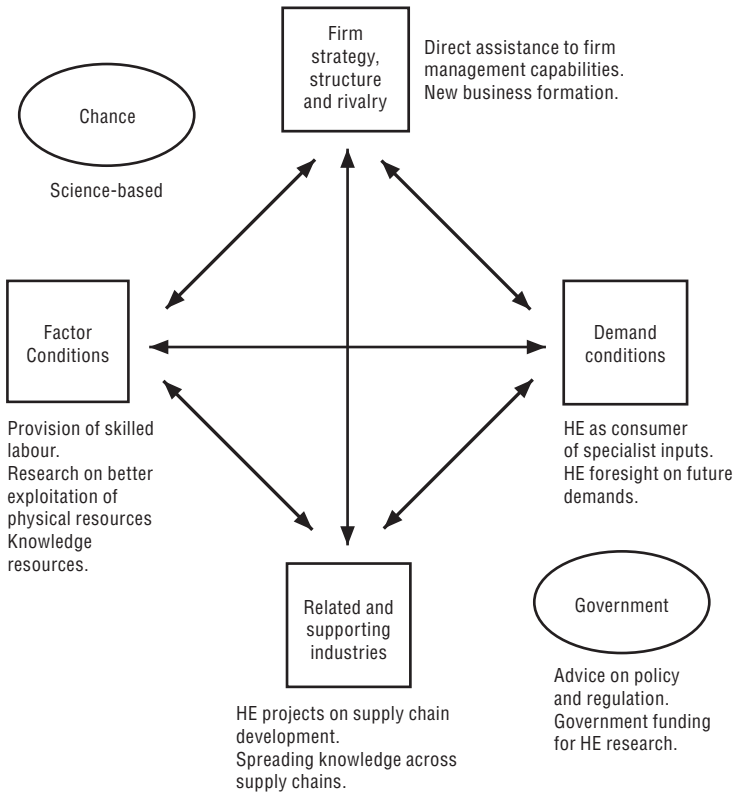 Firm
strategy,
structure
and rivalry
Direct assistance to firm
management capabilities.
New business formation.
Chance
Science-based
Factor
Conditions
Provision of skilled
labour.
Research on better
exploitation of
physical resources
Knowledge
resources.
Demand
conditions
HE as consumer
of specialist inputs.
HE foresight on future
demands.
Related and
supporting
industries
HE projects on supply chain
development.
Spreading knowledge across
supply chains.
Government
Advice on policy
and regulation.
Government funding
for HE research.